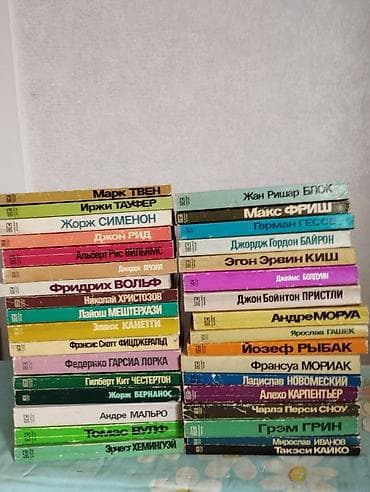 Марк ТВЕН
Иржи ТАУФЕР
Жорж СИМЕНОН
Джон РИД
Альберт Рис ВИЛЬЯМС
Джордж ОРУЭЛЛ
Фридрих ВОЛЬФ
Николай ХРИСТОЗОВ
Лайош МЕШТЕРХАЗИ
Элиас КАНЕТТИ
Фрэнсис Скотт ФИЦДЖЕРАЛЬД
Федерико ГАРСИА ЛОРКА
Гилберт Кит ЧЕСТЕРТОН
Жорж БЕРНАНОС
Андре МАЛЬРО
Томас ВУЛФ
Эрнест ХЕМИНГУЭЙ
Жан Ришар БЛОК
Макс ФРИШ
Герман ГЕССЕ
Джордж Гордон БАЙРОН
Эгон Эрвин КИШ
Джеймс БОЛДУИН
Джон Бойнтон ПРИСТЛИ
Андре МОРУА
Ярослав ГАШЕК
Йозеф РЫБАК
Франсуа МОРИАК
Ладислав НОВОМЕСКИЙ
Алехо КАРПЕНТЬЕР
Чарлз Перси СНОУ
Грэм ГРИН
Мирослав ИВАНОВ
Такэси КАЙКО